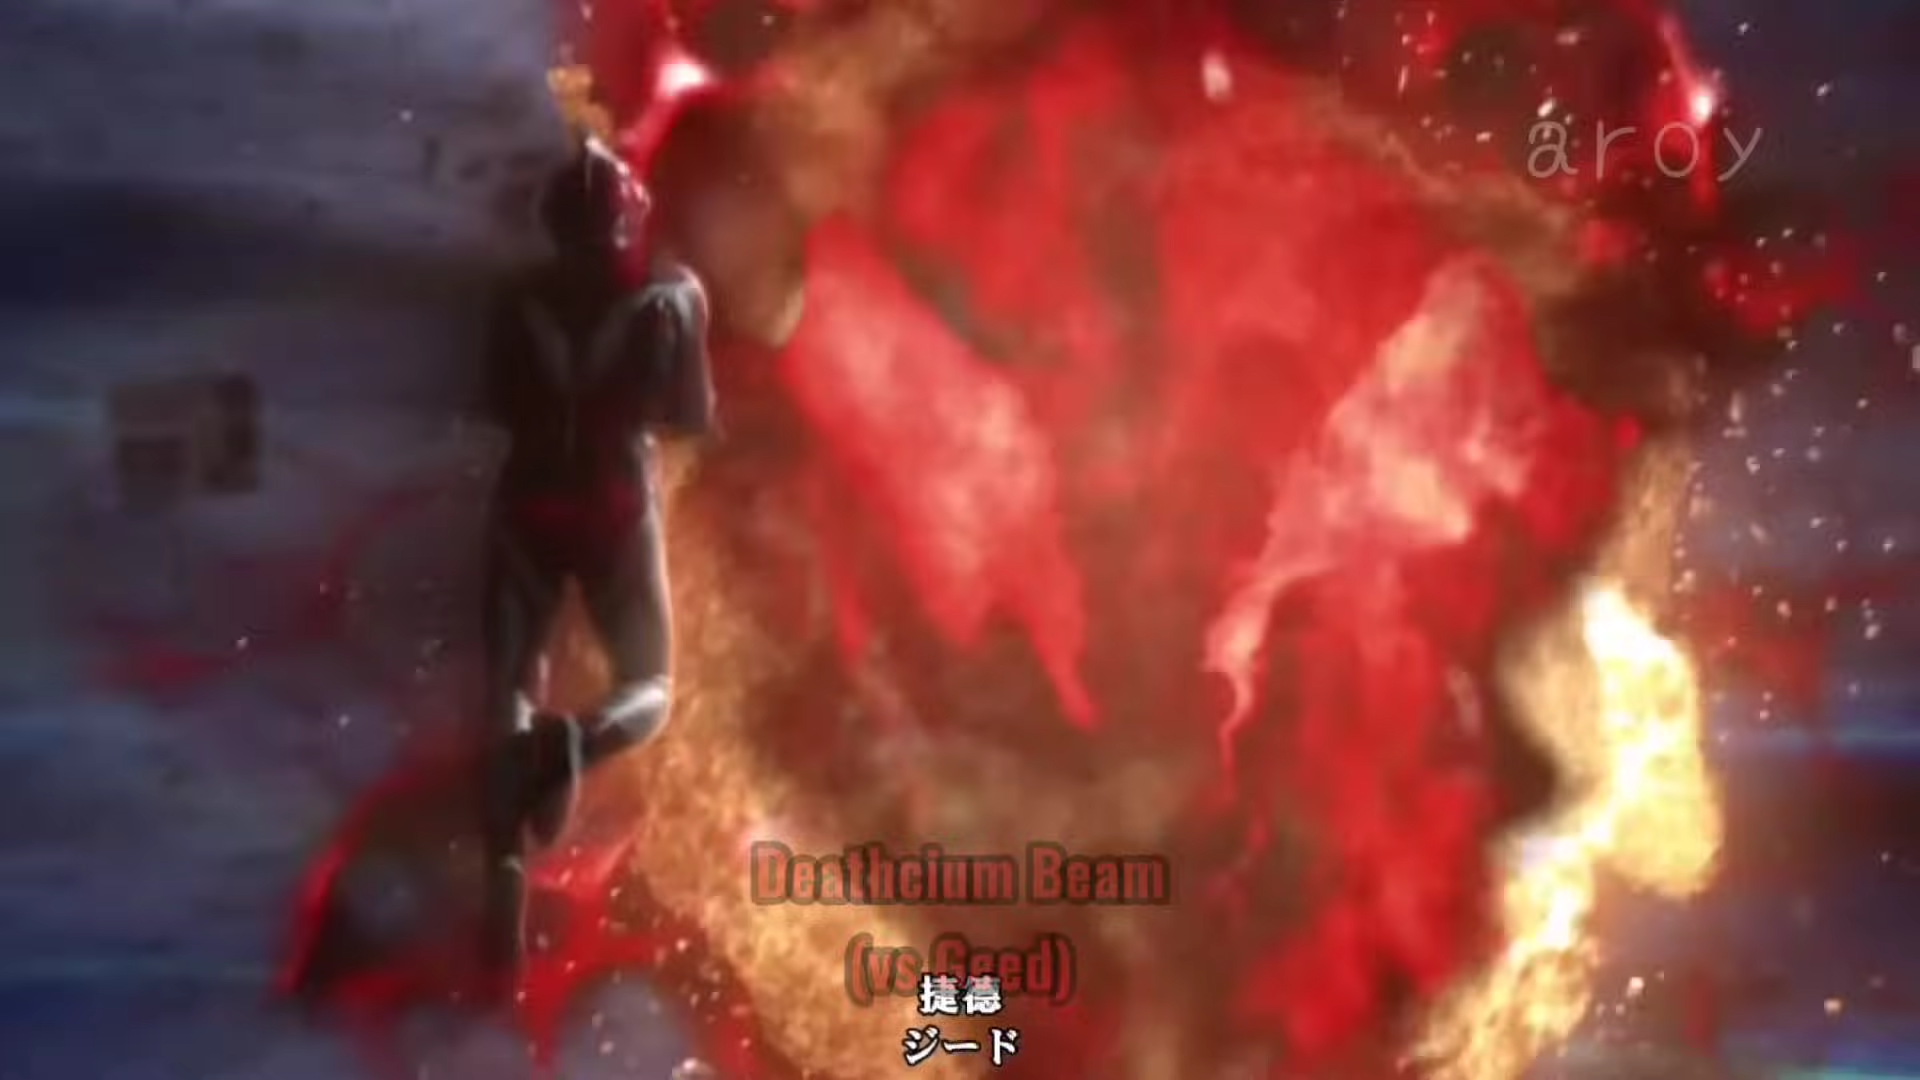 aroy
Deathcium Beam
(vs Geed)
捷德
ジード